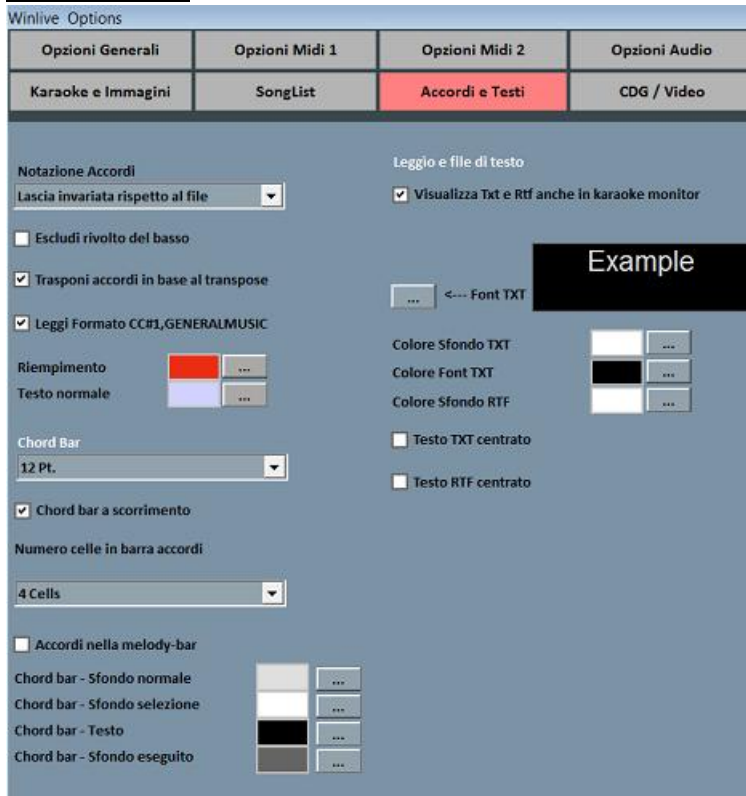 Winlive Options
Opzioni Generali
Opzioni Midi 1
Opzioni Midi 2
Opzioni Audio
Karaoke e Immagini
SongList
Accordi e Testi
CDG / Video
Notazione Accordi
Lascia invariata rispetto al file
Escludi rivolto del basso
Trasponi accordi in base al transpose
Leggi Formato CC#1,GENERALMUSIC
Riempimento
...
Testo normale
...
Chord Bar
12 Pt.
Chord bar a scorrimento
Numero celle in barra accordi
4 Cells
Accordi nella melody-bar
Chord bar - Sfondo normale
...
Chord bar - Sfondo selezione
...
Chord bar - Testo
...
Chord bar - Sfondo eseguito
...
Leggìo e file di testo
Visualizza Txt e Rtf anche in karaoke monitor
Example
... <--- Font TXT
Colore Sfondo TXT
...
Colore Font TXT
...
Colore Sfondo RTF
...
Testo TXT centrato
Testo RTF centrato